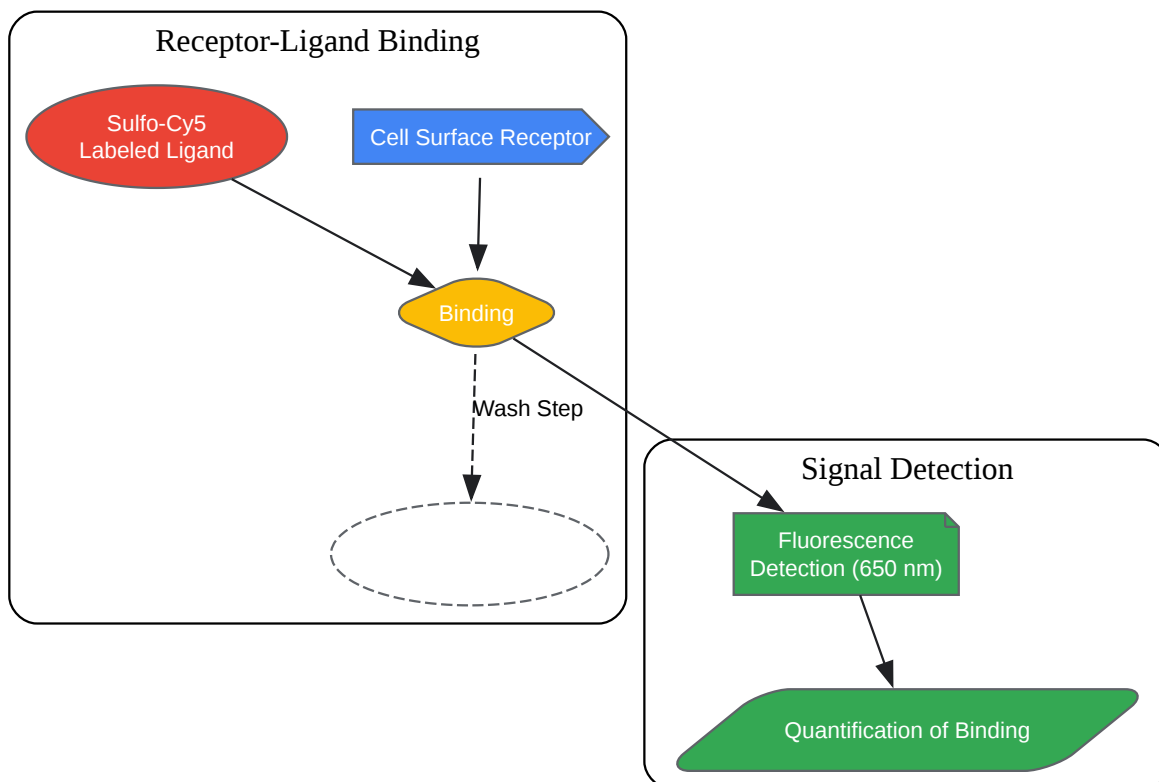 Receptor-Ligand Binding
Sulfo-Cy5
Labeled Ligand
Cell Surface Receptor
Binding
Wash Step
Signal Detection
Fluorescence
Detection (650 nm)
Quantification of Binding